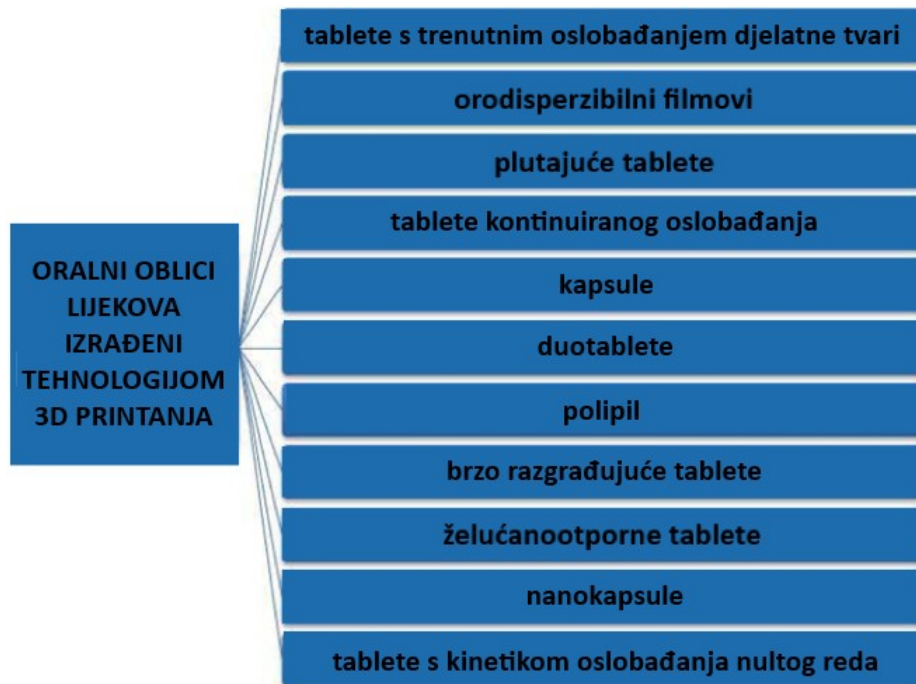 ORALNI OBLICI
LIJEKOVA
IZRAĐENI
TEHNOLOGIJOM
3D PRINTANJA
tablete s trenutnim oslobađanjem djelatne tvari
orodisperzibilni filmovi
plutajuće tablete
tablete kontinuiranog oslobađanja
kapsule
duotablete
polipil
brzo razgrađujuće tablete
želućanootporne tablete
nanokapsule
tablete s kinetikom oslobađanja nultog reda